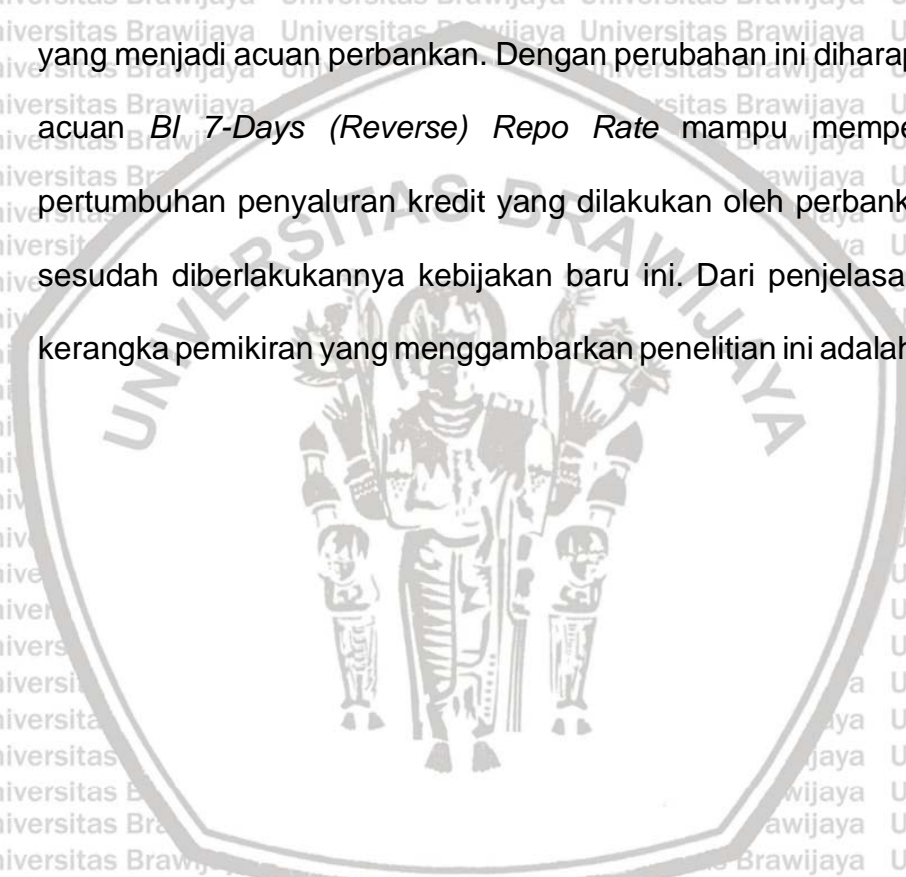 yang menjadi acuan perbankan. Dengan perubahan ini diharap
acuan BI 7-Days (Reverse) Repo Rate mampu mempe
pertumbuhan penyaluran kredit yang dilakukan oleh perbank
sesudah diberlakukannya kebijakan baru ini. Dari penjelasa
kerangka pemikiran yang menggambarkan penelitian ini adalah
UNIVERSITAS BRAWIJAYA